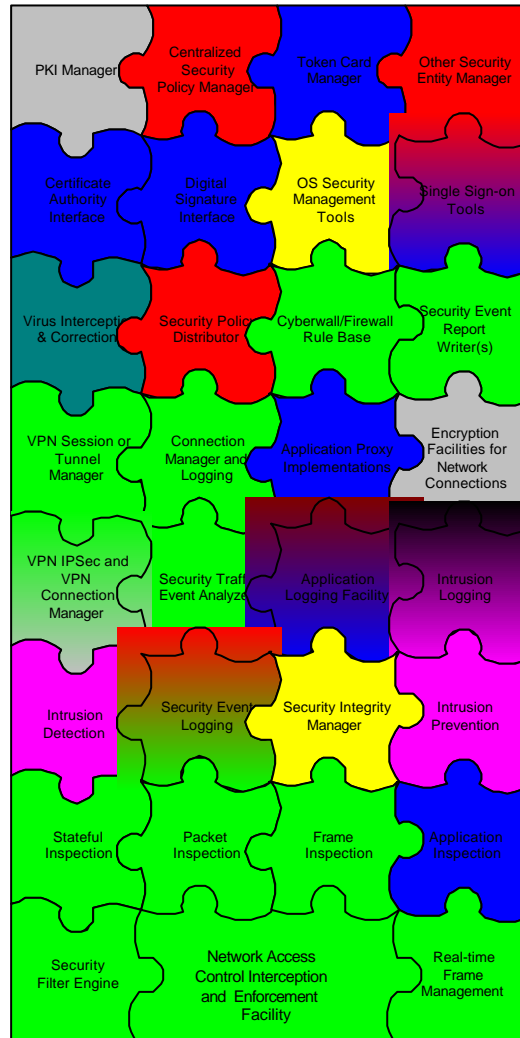 PKI Manager
Centralized
Security
Policy Manager
Token Card
Manager
Other Security
Entity Manager
Certificate
Authority
Interface
Digital
Signature
Interface
OS Security
Management
Tools
Single Sign-on
Tools
Virus Interceptio
& Correction
Security Policy
Distributor
Cyberwall/Firewall
Rule Base
Security Event
Report
Writer(s)
VPN Session or
Tunnel
Manager
Connection
Manager and
Logging
Application Proxy
Implementations
Encryption
Facilities for
Network
Connections
VPN IPSec and
VPN
Connection
Manager
Security Traff
Event Analyze
Application
Logging Facility
Intrusion
Logging
Intrusion
Detection
Security Event
Logging
Security Integrity
Manager
Intrusion
Prevention
Stateful
Inspection
Packet
Inspection
Frame
Inspection
Application
Inspection
Security
Filter Engine
Network Access
Control Interception
and Enforcement
Facility
Real-time
Frame
Management